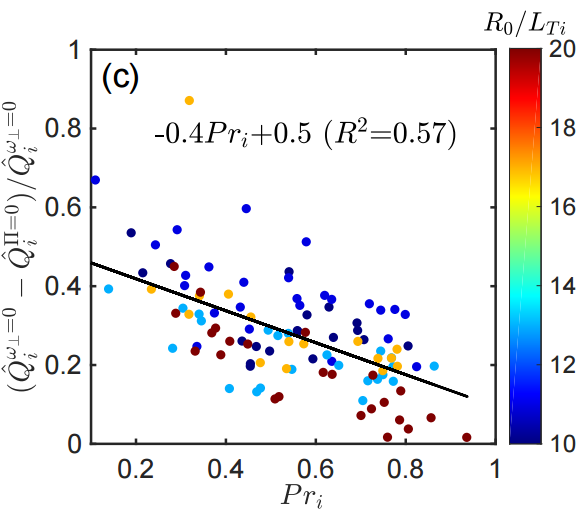 R₀/L_{Ti}
(c)
-0.4Pr_i+0.5 (R²=0.57)
(Q̂_i^{ω⊥=0} − Q̂_i^{Π=0})/Q̂_i^{ω⊥=0}
1
0.8
0.6
0.4
0.2
0
0.2 0.4 0.6 0.8 1
Pr_i
20
18
16
14
12
10